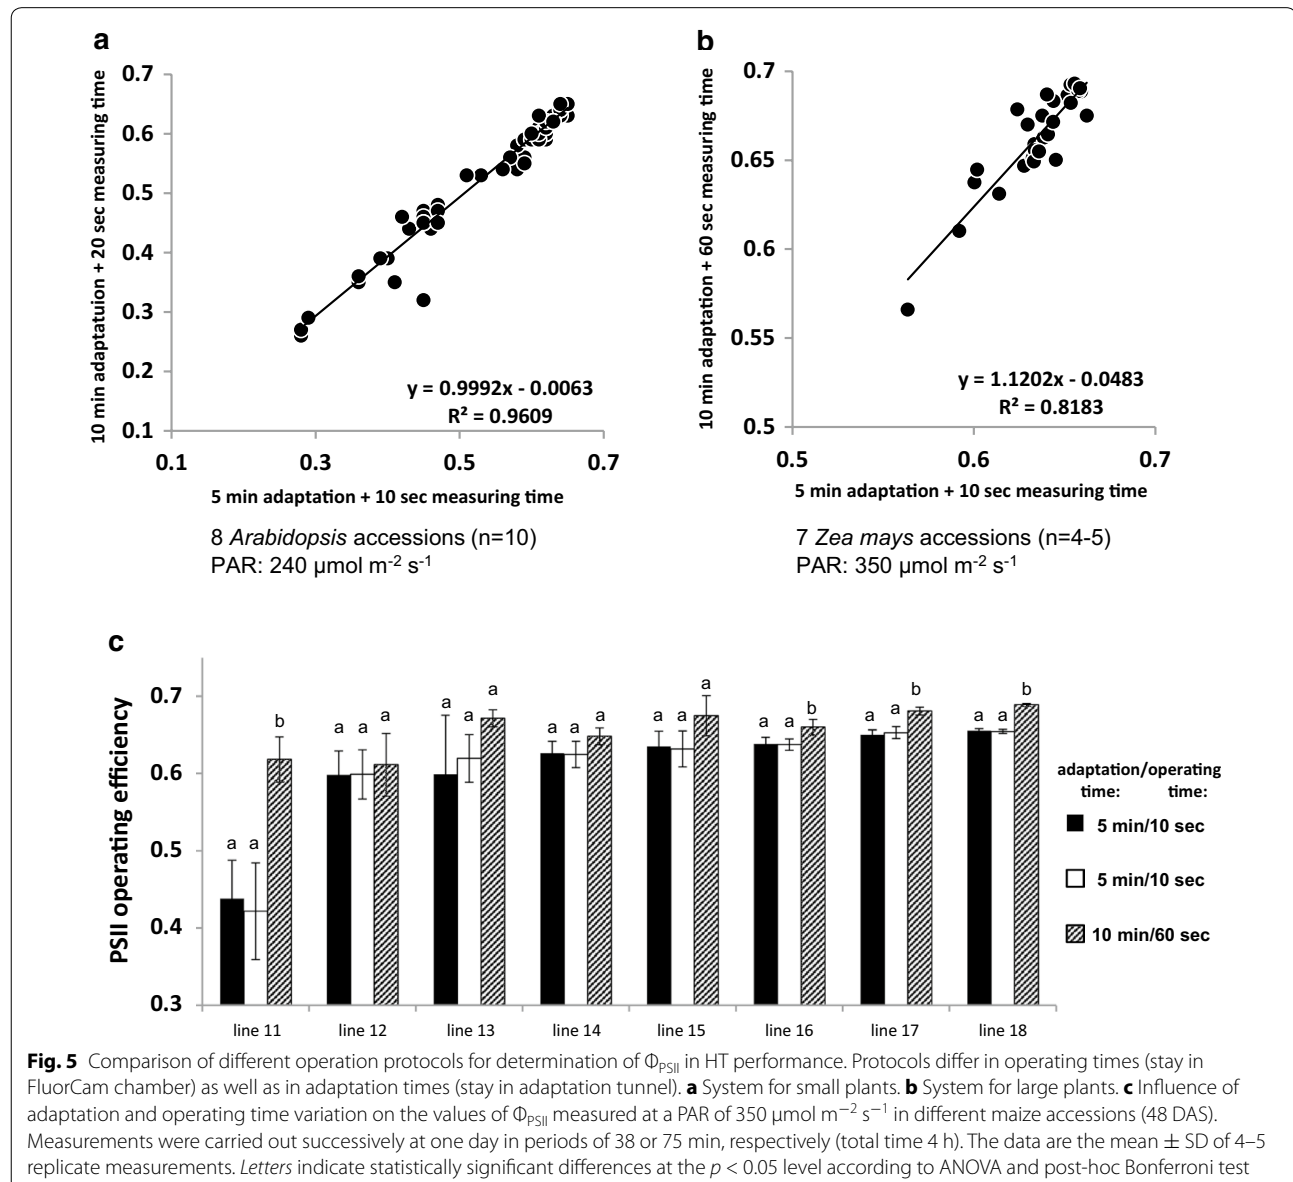 a
10 min adaptatuion + 20 sec measuring time
0.7
0.6
0.5
0.4
0.3
0.2
0.1
y = 0.9992x - 0.0063
R² = 0.9609
0.1 0.3 0.5 0.7
5 min adaptation + 10 sec measuring time
8 Arabidopsis accessions (n=10)
PAR: 240 µmol m⁻² s⁻¹
b
10 min adaptation + 60 sec measuring time
0.7
0.65
0.6
0.55
0.5
y = 1.1202x - 0.0483
R² = 0.8183
0.5 0.6 0.7
5 min adaptation + 10 sec measuring time
7 Zea mays accessions (n=4-5)
PAR: 350 µmol m⁻² s⁻¹
c
PSII operating efficiency
0.7
0.6
0.5
0.4
0.3
a a b a a a a a a a a a a a a a a b a a b a a b
line 11 line 12 line 13 line 14 line 15 line 16 line 17 line 18
adaptation/operating
time: time:
5 min/10 sec
5 min/10 sec
10 min/60 sec
Fig. 5 Comparison of different operation protocols for determination of Φ_PSII in HT performance. Protocols differ in operating times (stay in
FluorCam chamber) as well as in adaptation times (stay in adaptation tunnel). a System for small plants. b System for large plants. c Influence of
adaptation and operating time variation on the values of Φ_PSII measured at a PAR of 350 µmol m⁻² s⁻¹ in different maize accessions (48 DAS).
Measurements were carried out successively at one day in periods of 38 or 75 min, respectively (total time 4 h). The data are the mean ± SD of 4–5
replicate measurements. Letters indicate statistically significant differences at the p < 0.05 level according to ANOVA and post-hoc Bonferroni test